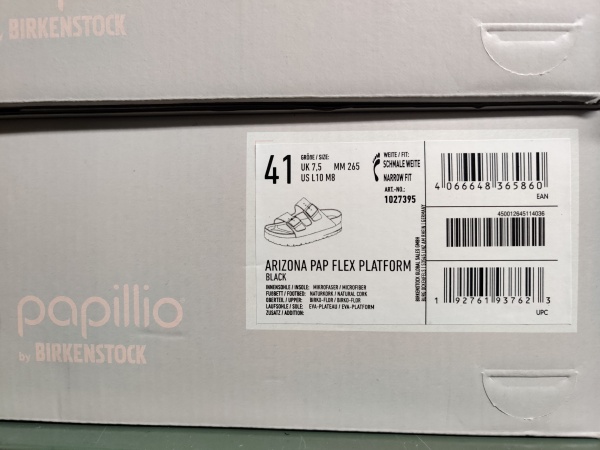 by BIRKENSTOCK
papillio
by BIRKENSTOCK
41
GRÖßE / SIZE:
UK 7,5 MM 265
US L10 M8
WEITE / FIT:
SCHMALE WEITE
NARROW FIT
ART.-NO.:
1027395
ARIZONA PAP FLEX PLATFORM
BLACK
INNENSOHLE / INSOLE: MIKROFASER / MICROFIBER
FUßBETT / FOOTBED: NATURKORK / NATURAL CORK
OBERTEIL / UPPER: BIRKO-FLOR / BIRKO-FLOR
LAUFSOHLE / SOLE: EVA-PLATEAU / EVA-PLATFORM
ZUSATZ / ADDITION:
BIRKENSTOCK GLOBAL SALES GMBH
4 066648 365860
EAN
450012645114036
1 92761 93762 3
UPC